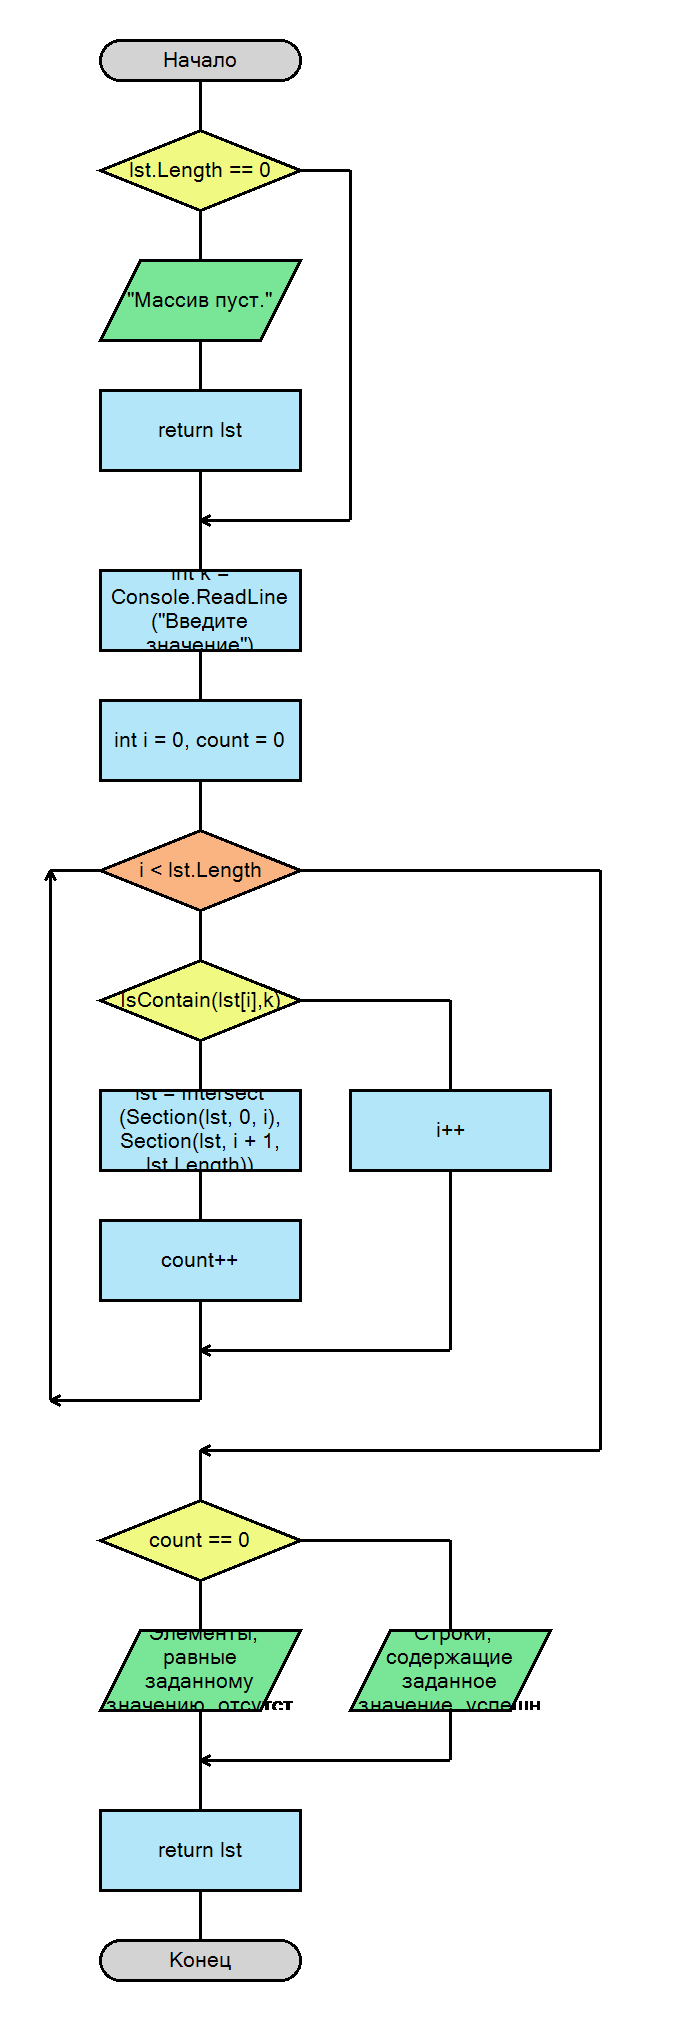 Начало
lst.Length == 0
"Массив пуст."
return lst
int k =
Console.ReadLine
("Введите
значение")
int i = 0, count = 0
i < lst.Length
IsContain(lst[i],k)
lst = Intersect
(Section(lst, 0, i),
Section(lst, i + 1,
lst.Length))
i++
count++
count == 0
Элементы,
равные
заданному
значению, отсутст
Строки,
содержащие
заданное
значение, успешн
return lst
Конец